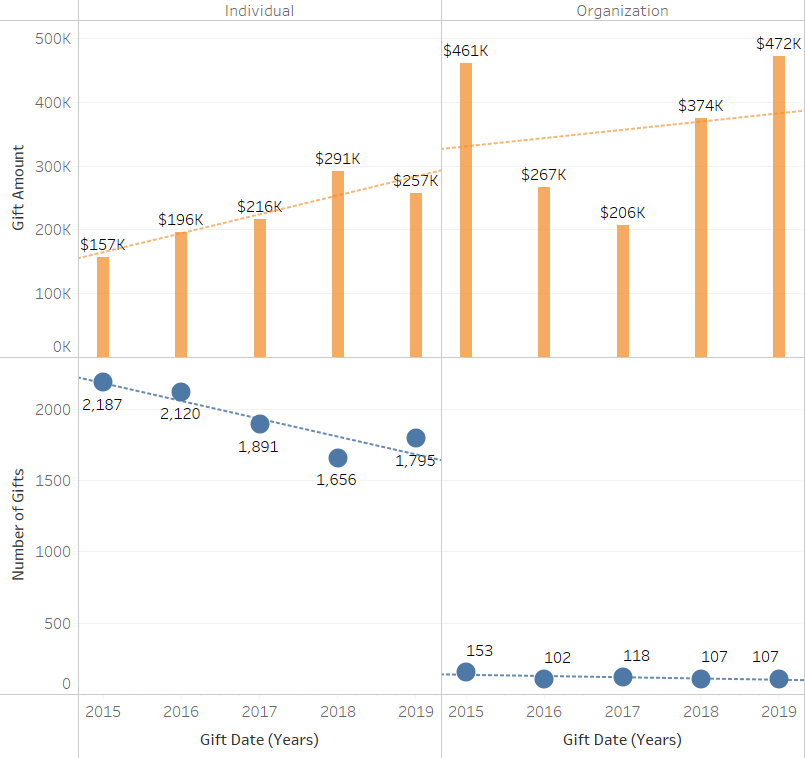 Individual
Organization
500K
400K
300K
200K
100K
0K
Gift Amount
$157K
$196K
$216K
$291K
$257K
$461K
$267K
$206K
$374K
$472K
2000
1500
1000
500
0
Number of Gifts
2,187
2,120
1,891
1,656
1,795
153
102
118
107
107
2015 2016 2017 2018 2019
2015 2016 2017 2018 2019
Gift Date (Years)
Gift Date (Years)